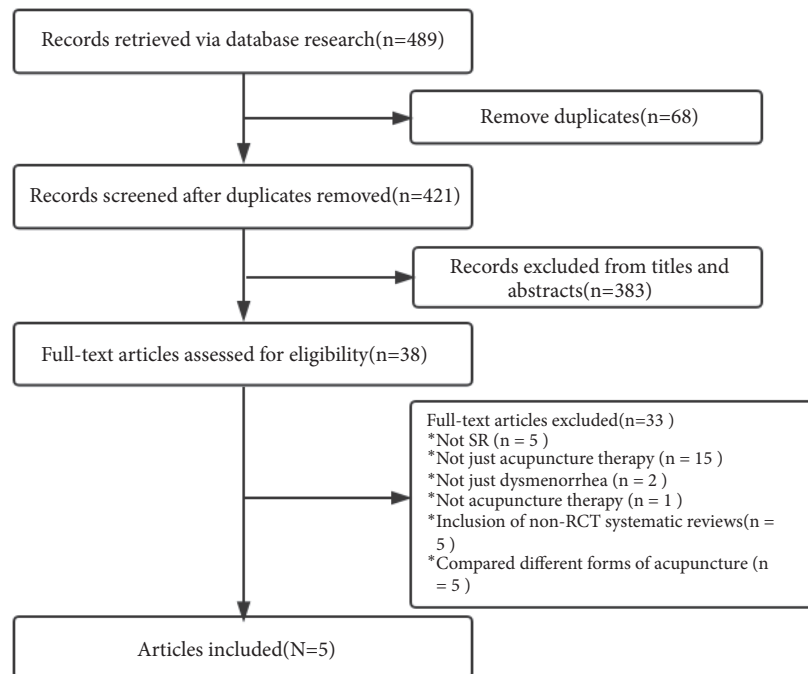 Records retrieved via database research(n=489)
Remove duplicates(n=68)
Records screened after duplicates removed(n=421)
Records excluded from titles and
abstracts(n=383)
Full-text articles assessed for eligibility(n=38)
Full-text articles excluded(n=33 )
*Not SR (n = 5 )
*Not just acupuncture therapy (n = 15 )
*Not just dysmenorrhea (n = 2 )
*Not acupuncture therapy (n = 1 )
*Inclusion of non-RCT systematic reviews(n =
5 )
*Compared different forms of acupuncture (n
= 5 )
Articles included(N=5)